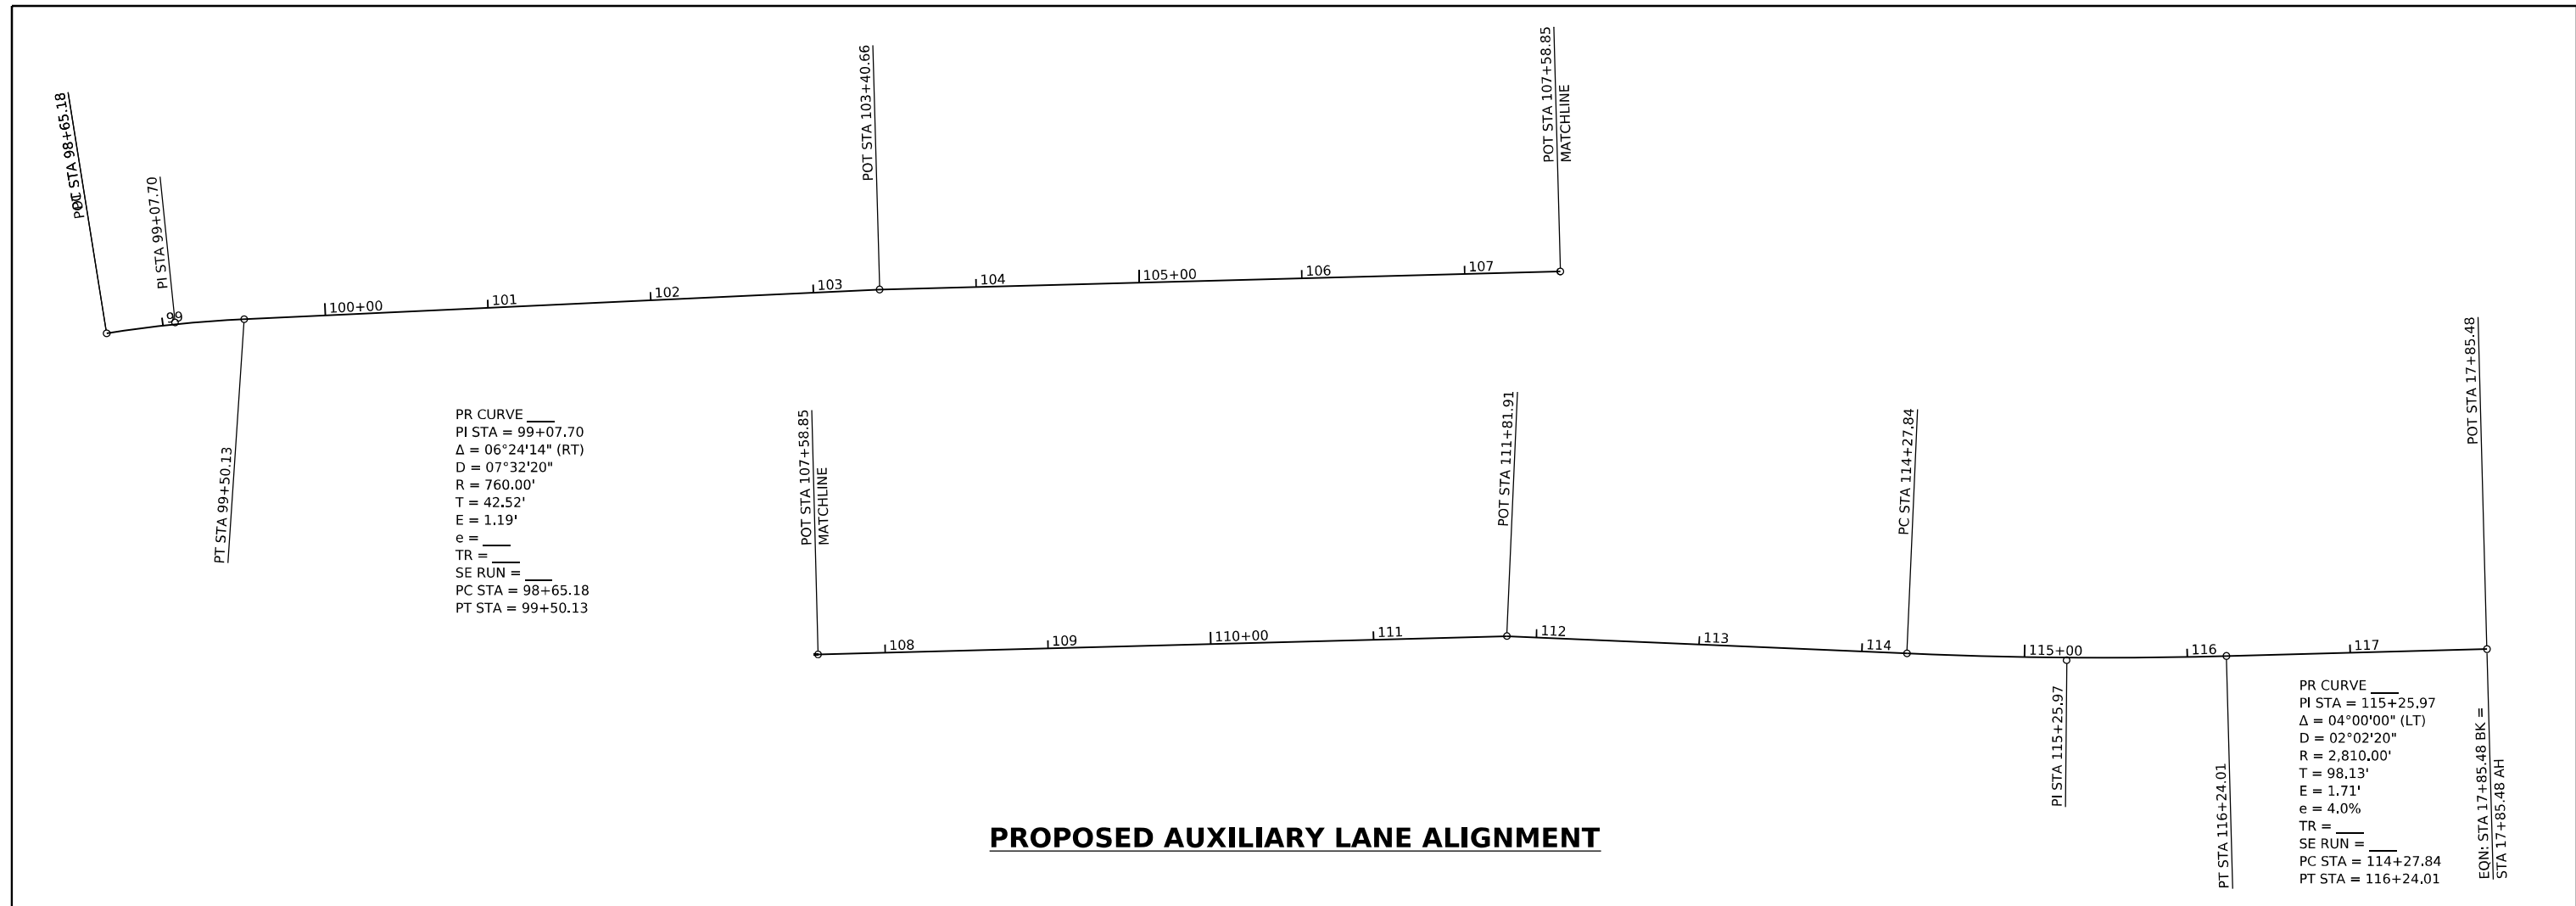 STA 98+65.18
PI STA 99+07.70
POT STA 103+40.66
POT STA 107+58.85
MATCHLINE
99
100+00
101
102
103
104
105+00
106
107
PT STA 99+50.13
PR CURVE ____
PI STA = 99+07.70
Δ = 06°24'14" (RT)
D = 07°32'20"
R = 760.00'
T = 42.52'
E = 1.19'
e = ____
TR = ____
SE RUN = ____
PC STA = 98+65.18
PT STA = 99+50.13
POT STA 107+58.85
MATCHLINE
POT STA 111+81.91
PC STA 114+27.84
POT STA 17+85.48
108
109
110+00
111
112
113
114
115+00
116
117
PI STA 115+25.97
PT STA 116+24.01
PR CURVE ____
PI STA = 115+25.97
Δ = 04°00'00" (LT)
D = 02°02'20"
R = 2,810.00'
T = 98.13'
E = 1.71'
e = 4.0%
TR = ____
SE RUN = ____
PC STA = 114+27.84
PT STA = 116+24.01
EQN: STA 17+85.48 BK =
STA 17+85.48 AH
PROPOSED AUXILIARY LANE ALIGNMENT